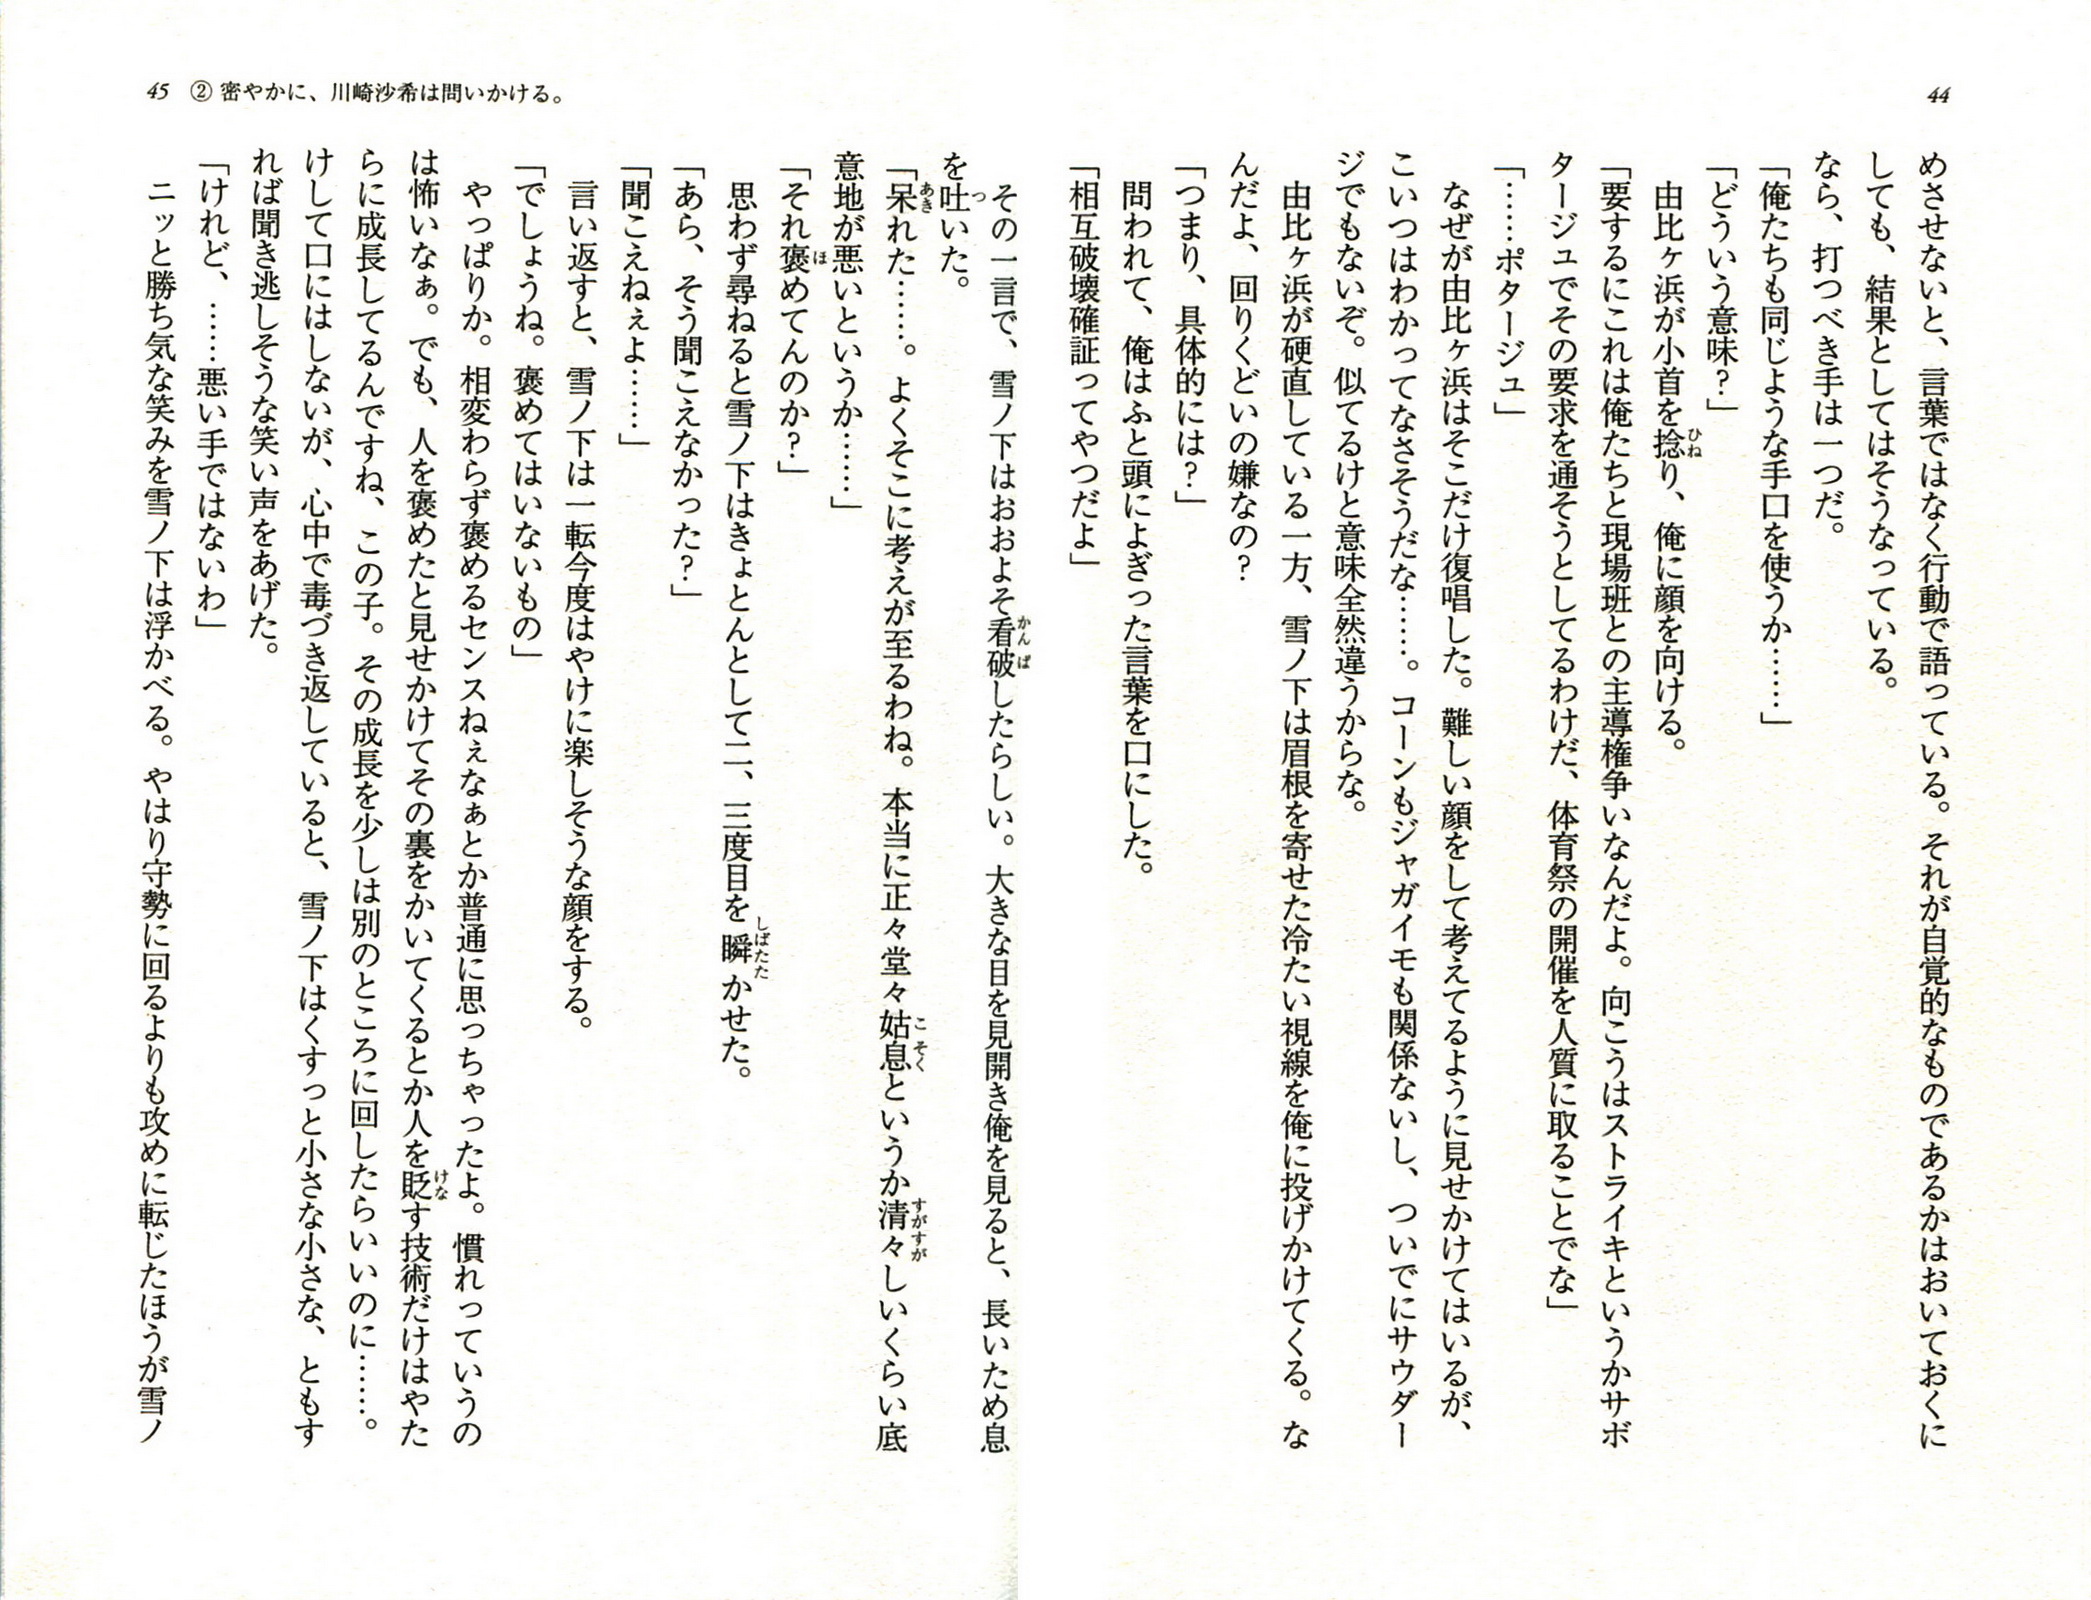 44
めさせないと、言葉ではなく行動で語っている。それが自覚的なものであるかはおいておくに
しても、結果としてはそうなっている。
なら、打つべき手は一つだ。
「俺たちも同じような手口を使うか……」
「どういう意味？」
由比ヶ浜が小首を捻り、俺に顔を向ける。
「要するにこれは俺たちと現場班との主導権争いなんだよ。向こうはストライキというかサボ
タージュでその要求を通そうとしてるわけだ、体育祭の開催を人質に取ることでな」
「……ポタージュ」
なぜが由比ヶ浜はそこだけ復唱した。難しい顔をして考えてるように見せかけてはいるが、
こいつはわかってなさそうだな……。コーンもジャガイモも関係ないし、ついでにサウダー
ジでもないぞ。似てるけと意味全然違うからな。
由比ヶ浜が硬直している一方、雪ノ下は眉根を寄せた冷たい視線を俺に投げかけてくる。な
んだよ、回りくどいの嫌なの？
「つまり、具体的には？」
問われて、俺はふと頭によぎった言葉を口にした。
「相互破壊確証ってやつだよ」
45 ② 密やかに、川崎沙希は問いかける。
その一言で、雪ノ下はおおよそ看破したらしい。大きな目を見開き俺を見ると、長いため息
を吐いた。
「呆れた……。よくそこに考えが至るわね。本当に正々堂々姑息というか清々しいくらい底
意地が悪いというか……」
「それ褒めてんのか？」
思わず尋ねると雪ノ下はきょとんとして二、三度目を瞬かせた。
「あら、そう聞こえなかった？」
「聞こえねぇよ……」
言い返すと、雪ノ下は一転今度はやけに楽しそうな顔をする。
「でしょうね。褒めてはいないもの」
やっぱりか。相変わらず褒めるセンスねぇなぁとか普通に思っちゃったよ。慣れっていうの
は怖いなぁ。でも、人を褒めたと見せかけてその裏をかいてくるとか人を貶す技術だけはやた
らに成長してるんですね、この子。その成長を少しは別のところに回したらいいのに……。
けして口にはしないが、心中で毒づき返していると、雪ノ下はくすっと小さな小さな、ともす
れば聞き逃しそうな笑い声をあげた。
「けれど、……悪い手ではないわ」
ニッと勝ち気な笑みを雪ノ下は浮かべる。やはり守勢に回るよりも攻めに転じたほうが雪ノ